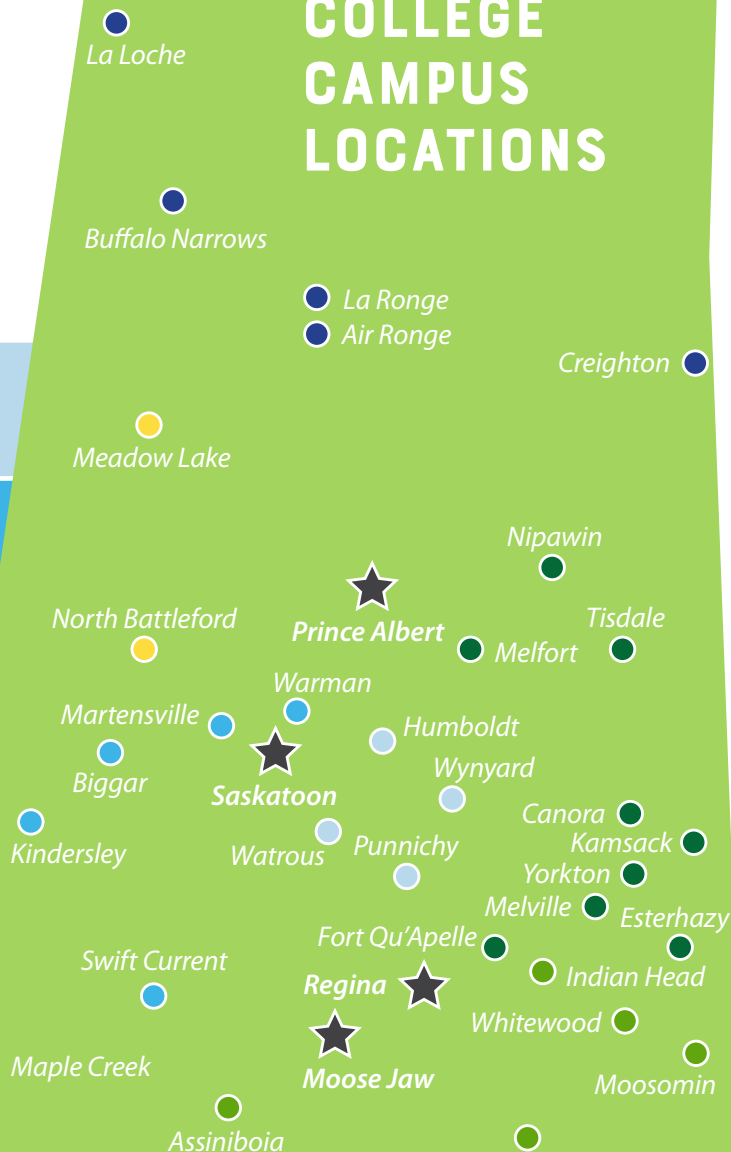 COLLEGE
CAMPUS
LOCATIONS
La Loche
Buffalo Narrows
La Ronge
Air Ronge
Creighton
Meadow Lake
Nipawin
North Battleford
Tisdale
Prince Albert
Melfort
Warman
Martensville
Humboldt
Biggar
Wynyard
Saskatoon
Canora
Kamsack
Kindersley
Watrous
Punnichy
Yorkton
Melville
Esterhazy
Fort Qu'Appelle
Swift Current
Indian Head
Regina
Whitewood
Maple Creek
Moose Jaw
Moosomin
Assiniboia